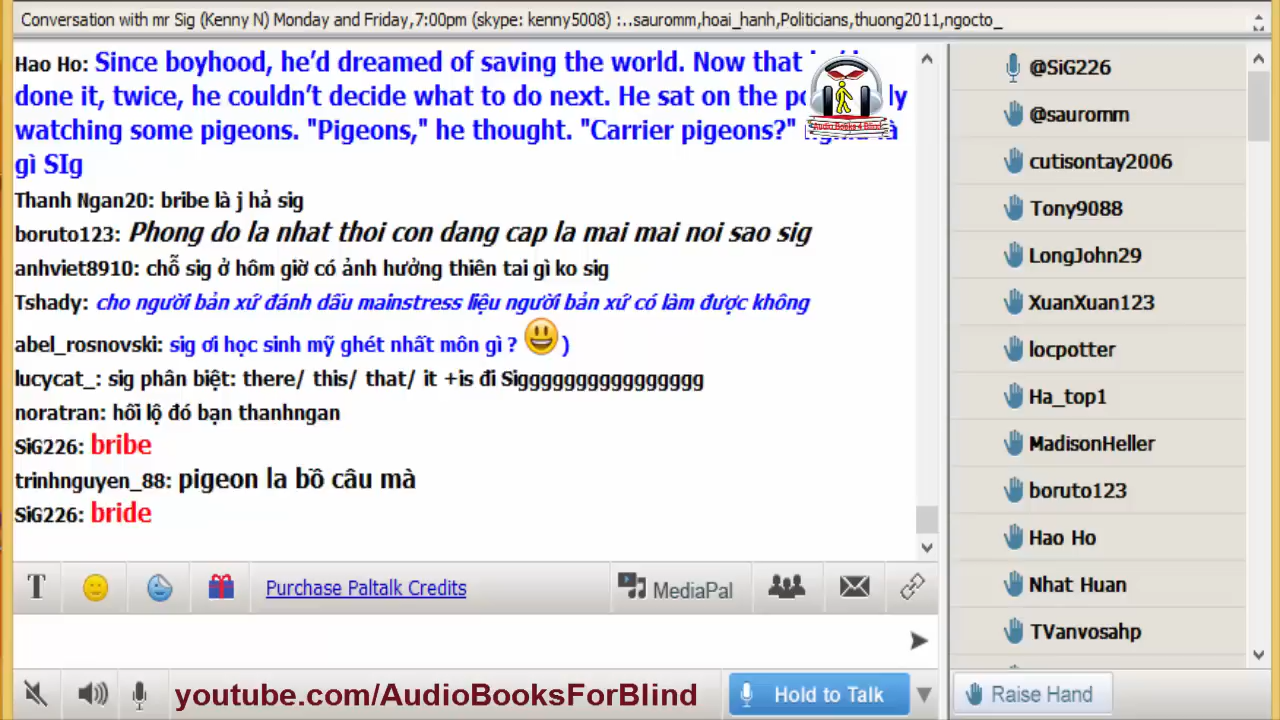 Conversation with mr Sig (Kenny N) Monday and Friday,7:00pm (skype: kenny5008) :..sauromm,hoai_hanh,Politicians,thuong2011,ngocto_
Hao Ho: Since boyhood, he’d dreamed of saving the world. Now that
done it, twice, he couldn’t decide what to do next. He sat on the
watching some pigeons. "Pigeons," he thought. "Carrier pigeons?"
gì SIg
Thanh Ngan20: bribe là j hả sig
boruto123: Phong do la nhat thoi con dang cap la mai mai noi sao sig
anhviet8910: chỗ sig ở hôm giờ có ảnh hưởng thiên tai gì ko sig
Tshady: cho người bản xứ đánh dấu mainstress liệu người bản xứ có làm được không
abel_rosnovski: sig ơi học sinh mỹ ghét nhất môn gì ? )
lucycat_: sig phân biệt: there/ this/ that/ it +is đi Sigggggggggggggggg
noratran: hối lộ đó bạn thanhngan
SiG226: bribe
trinhnguyen_88: pigeon la bồ câu mà
SiG226: bride
Audio Books 4 Blind
@SiG226
@sauromm
cutisontay2006
Tony9088
LongJohn29
XuanXuan123
locpotter
Ha_top1
MadisonHeller
boruto123
Hao Ho
Nhat Huan
TVanvosahp
T
Purchase Paltalk Credits
MediaPal
youtube.com/AudioBooksForBlind
Hold to Talk
Raise Hand